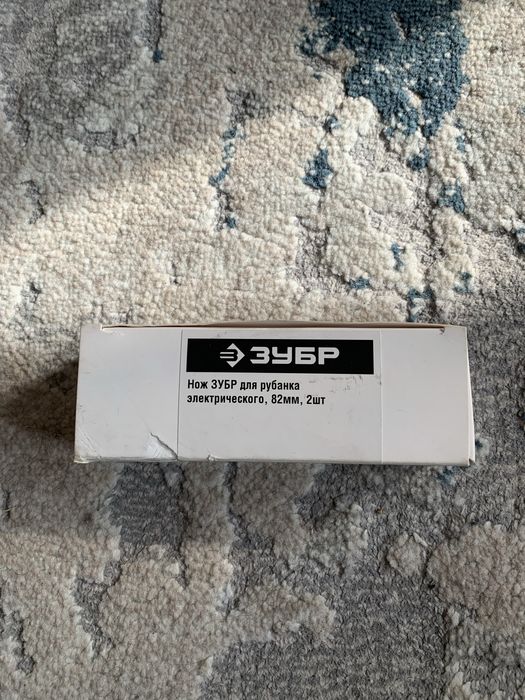 ЗУБР
Нож ЗУБР для рубанка
электрического, 82мм, 2шт